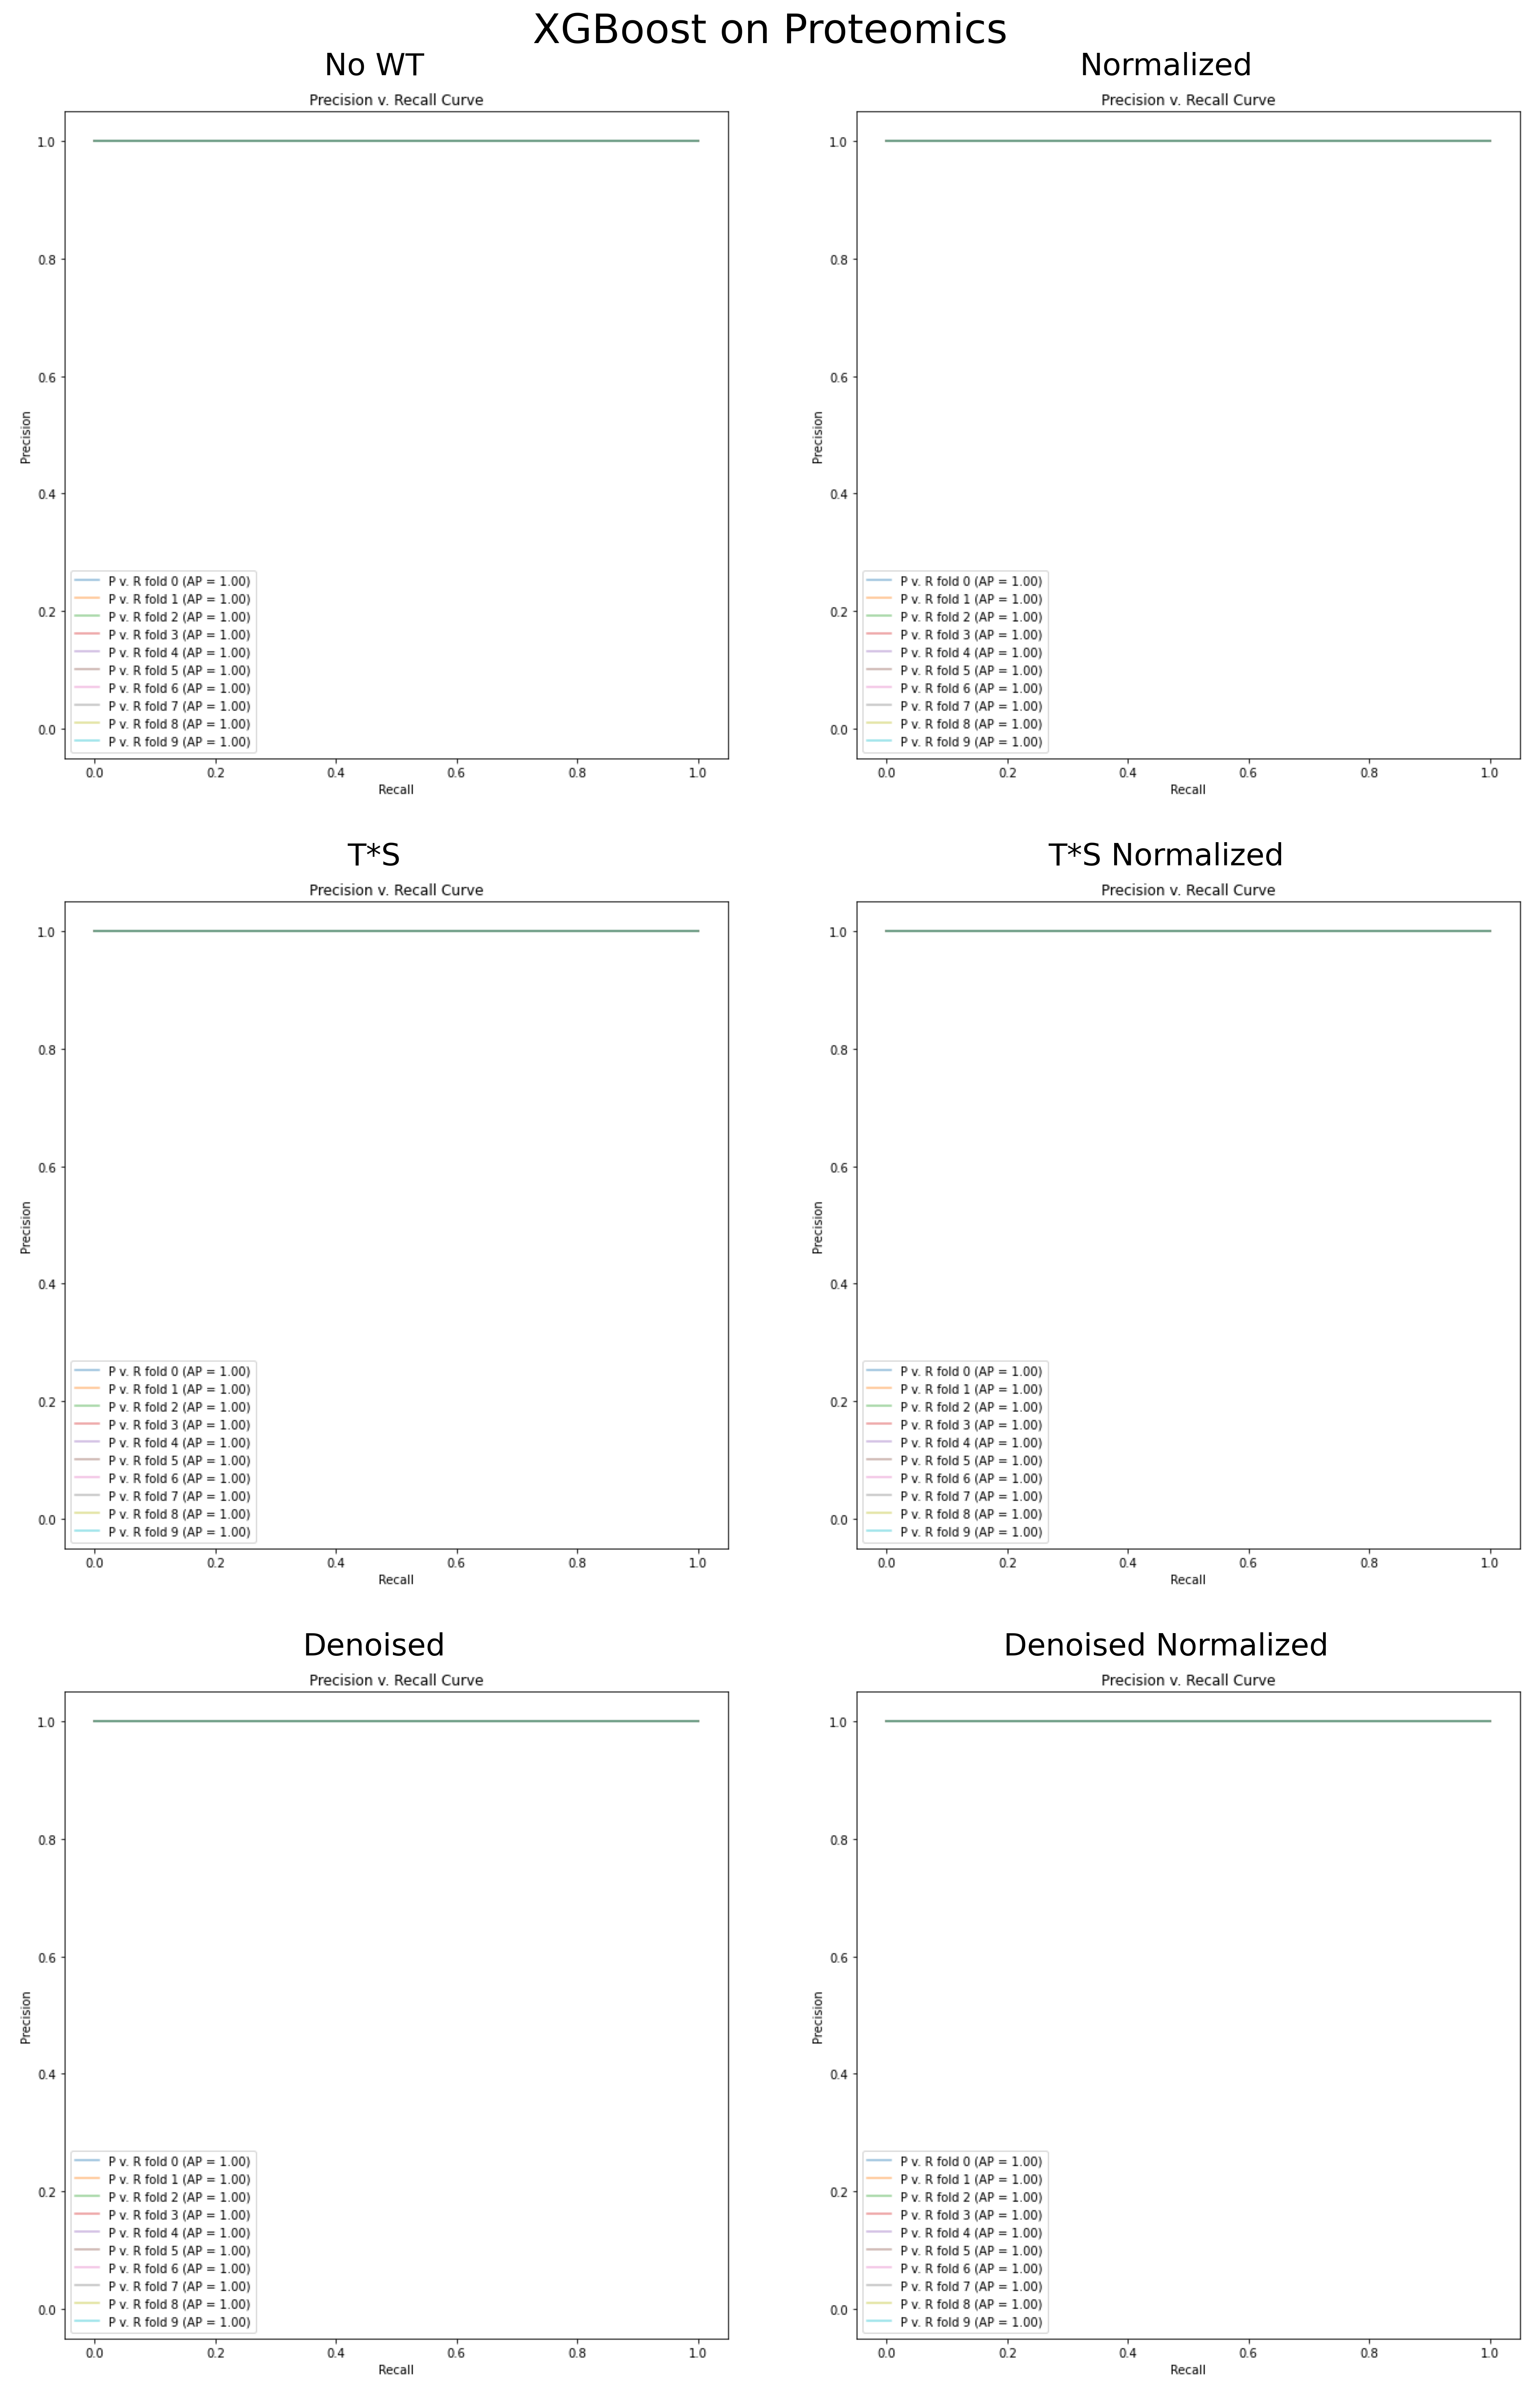 XGBoost on Proteomics
No WT
Precision v. Recall Curve
1.0
0.8
0.6
0.4
0.2
0.0
Precision
P v. R fold 0 (AP = 1.00)
P v. R fold 1 (AP = 1.00)
P v. R fold 2 (AP = 1.00)
P v. R fold 3 (AP = 1.00)
P v. R fold 4 (AP = 1.00)
P v. R fold 5 (AP = 1.00)
P v. R fold 6 (AP = 1.00)
P v. R fold 7 (AP = 1.00)
P v. R fold 8 (AP = 1.00)
P v. R fold 9 (AP = 1.00)
0.0 0.2 0.4 0.6 0.8 1.0
Recall
Normalized
Precision v. Recall Curve
1.0
0.8
0.6
0.4
0.2
0.0
Precision
P v. R fold 0 (AP = 1.00)
P v. R fold 1 (AP = 1.00)
P v. R fold 2 (AP = 1.00)
P v. R fold 3 (AP = 1.00)
P v. R fold 4 (AP = 1.00)
P v. R fold 5 (AP = 1.00)
P v. R fold 6 (AP = 1.00)
P v. R fold 7 (AP = 1.00)
P v. R fold 8 (AP = 1.00)
P v. R fold 9 (AP = 1.00)
0.0 0.2 0.4 0.6 0.8 1.0
Recall
T*S
Precision v. Recall Curve
1.0
0.8
0.6
0.4
0.2
0.0
Precision
P v. R fold 0 (AP = 1.00)
P v. R fold 1 (AP = 1.00)
P v. R fold 2 (AP = 1.00)
P v. R fold 3 (AP = 1.00)
P v. R fold 4 (AP = 1.00)
P v. R fold 5 (AP = 1.00)
P v. R fold 6 (AP = 1.00)
P v. R fold 7 (AP = 1.00)
P v. R fold 8 (AP = 1.00)
P v. R fold 9 (AP = 1.00)
0.0 0.2 0.4 0.6 0.8 1.0
Recall
T*S Normalized
Precision v. Recall Curve
1.0
0.8
0.6
0.4
0.2
0.0
Precision
P v. R fold 0 (AP = 1.00)
P v. R fold 1 (AP = 1.00)
P v. R fold 2 (AP = 1.00)
P v. R fold 3 (AP = 1.00)
P v. R fold 4 (AP = 1.00)
P v. R fold 5 (AP = 1.00)
P v. R fold 6 (AP = 1.00)
P v. R fold 7 (AP = 1.00)
P v. R fold 8 (AP = 1.00)
P v. R fold 9 (AP = 1.00)
0.0 0.2 0.4 0.6 0.8 1.0
Recall
Denoised
Precision v. Recall Curve
1.0
0.8
0.6
0.4
0.2
0.0
Precision
P v. R fold 0 (AP = 1.00)
P v. R fold 1 (AP = 1.00)
P v. R fold 2 (AP = 1.00)
P v. R fold 3 (AP = 1.00)
P v. R fold 4 (AP = 1.00)
P v. R fold 5 (AP = 1.00)
P v. R fold 6 (AP = 1.00)
P v. R fold 7 (AP = 1.00)
P v. R fold 8 (AP = 1.00)
P v. R fold 9 (AP = 1.00)
0.0 0.2 0.4 0.6 0.8 1.0
Recall
Denoised Normalized
Precision v. Recall Curve
1.0
0.8
0.6
0.4
0.2
0.0
Precision
P v. R fold 0 (AP = 1.00)
P v. R fold 1 (AP = 1.00)
P v. R fold 2 (AP = 1.00)
P v. R fold 3 (AP = 1.00)
P v. R fold 4 (AP = 1.00)
P v. R fold 5 (AP = 1.00)
P v. R fold 6 (AP = 1.00)
P v. R fold 7 (AP = 1.00)
P v. R fold 8 (AP = 1.00)
P v. R fold 9 (AP = 1.00)
0.0 0.2 0.4 0.6 0.8 1.0
Recall